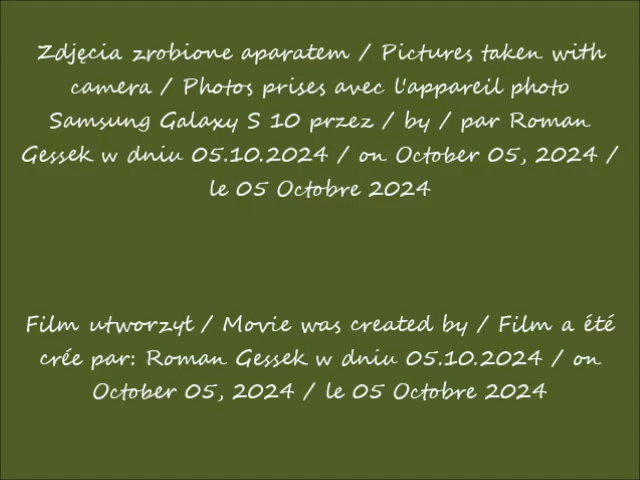 Zdjęcia zrobione aparatem / Pictures taken with
camera / Photos prises avec l'appareil photo
Samsung Galaxy S 10 przez / by / par Roman
Gessek w dniu 05.10.2024 / on October 05, 2024 /
le 05 Octobre 2024
Film utworzył / Movie was created by / Film a été
crée par: Roman Gessek w dniu 05.10.2024 / on
October 05, 2024 / le 05 Octobre 2024